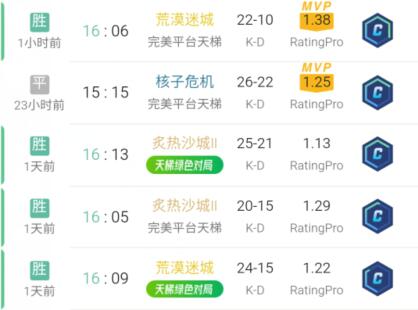 胜 16 : 06 荒漠迷城 22-10 MVP 1.38
1小时前 完美平台天梯 K-D RatingPro
平 15 : 15 核子危机 26-22 MVP 1.25
23小时前 完美平台天梯 K-D RatingPro
胜 16 : 13 炙热沙城II 25-21 1.13
1天前 天梯绿色对局 K-D RatingPro
胜 16 : 05 炙热沙城II 20-15 1.29
1天前 完美平台天梯 K-D RatingPro
胜 16 : 09 荒漠迷城 24-15 1.22
1天前 天梯绿色对局 K-D RatingPro